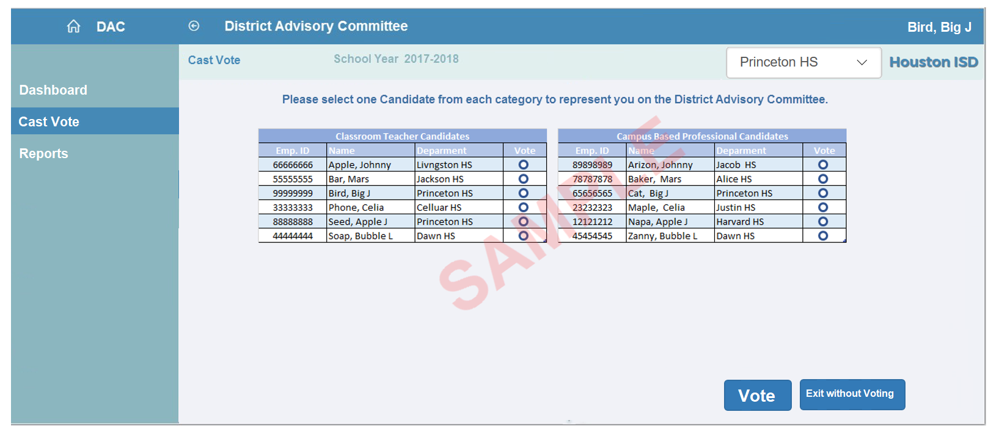 DAC District Advisory Committee Bird, Big J
Cast Vote School Year 2017-2018 Princeton HS Houston ISD
Dashboard
Cast Vote
Reports
Please select one Candidate from each category to represent you on the District Advisory Committee.
Classroom Teacher Candidates
Emp. ID Name Deparment Vote
66666666 Apple, Johnny Livngston HS
55555555 Bar, Mars Jackson HS
99999999 Bird, Big J Princeton HS
33333333 Phone, Celia Celluar HS
88888888 Seed, Apple J Princeton HS
44444444 Soap, Bubble L Dawn HS
Campus Based Professional Candidates
Emp. ID Name Deparment Vote
89898989 Arizon, Johnny Jacob HS
78787878 Baker, Mars Alice HS
65656565 Cat, Big J Princeton HS
23232323 Maple, Celia Justin HS
12121212 Napa, Apple J Harvard HS
45454545 Zanny, Bubble L Dawn HS
SAMPLE
Vote Exit without Voting